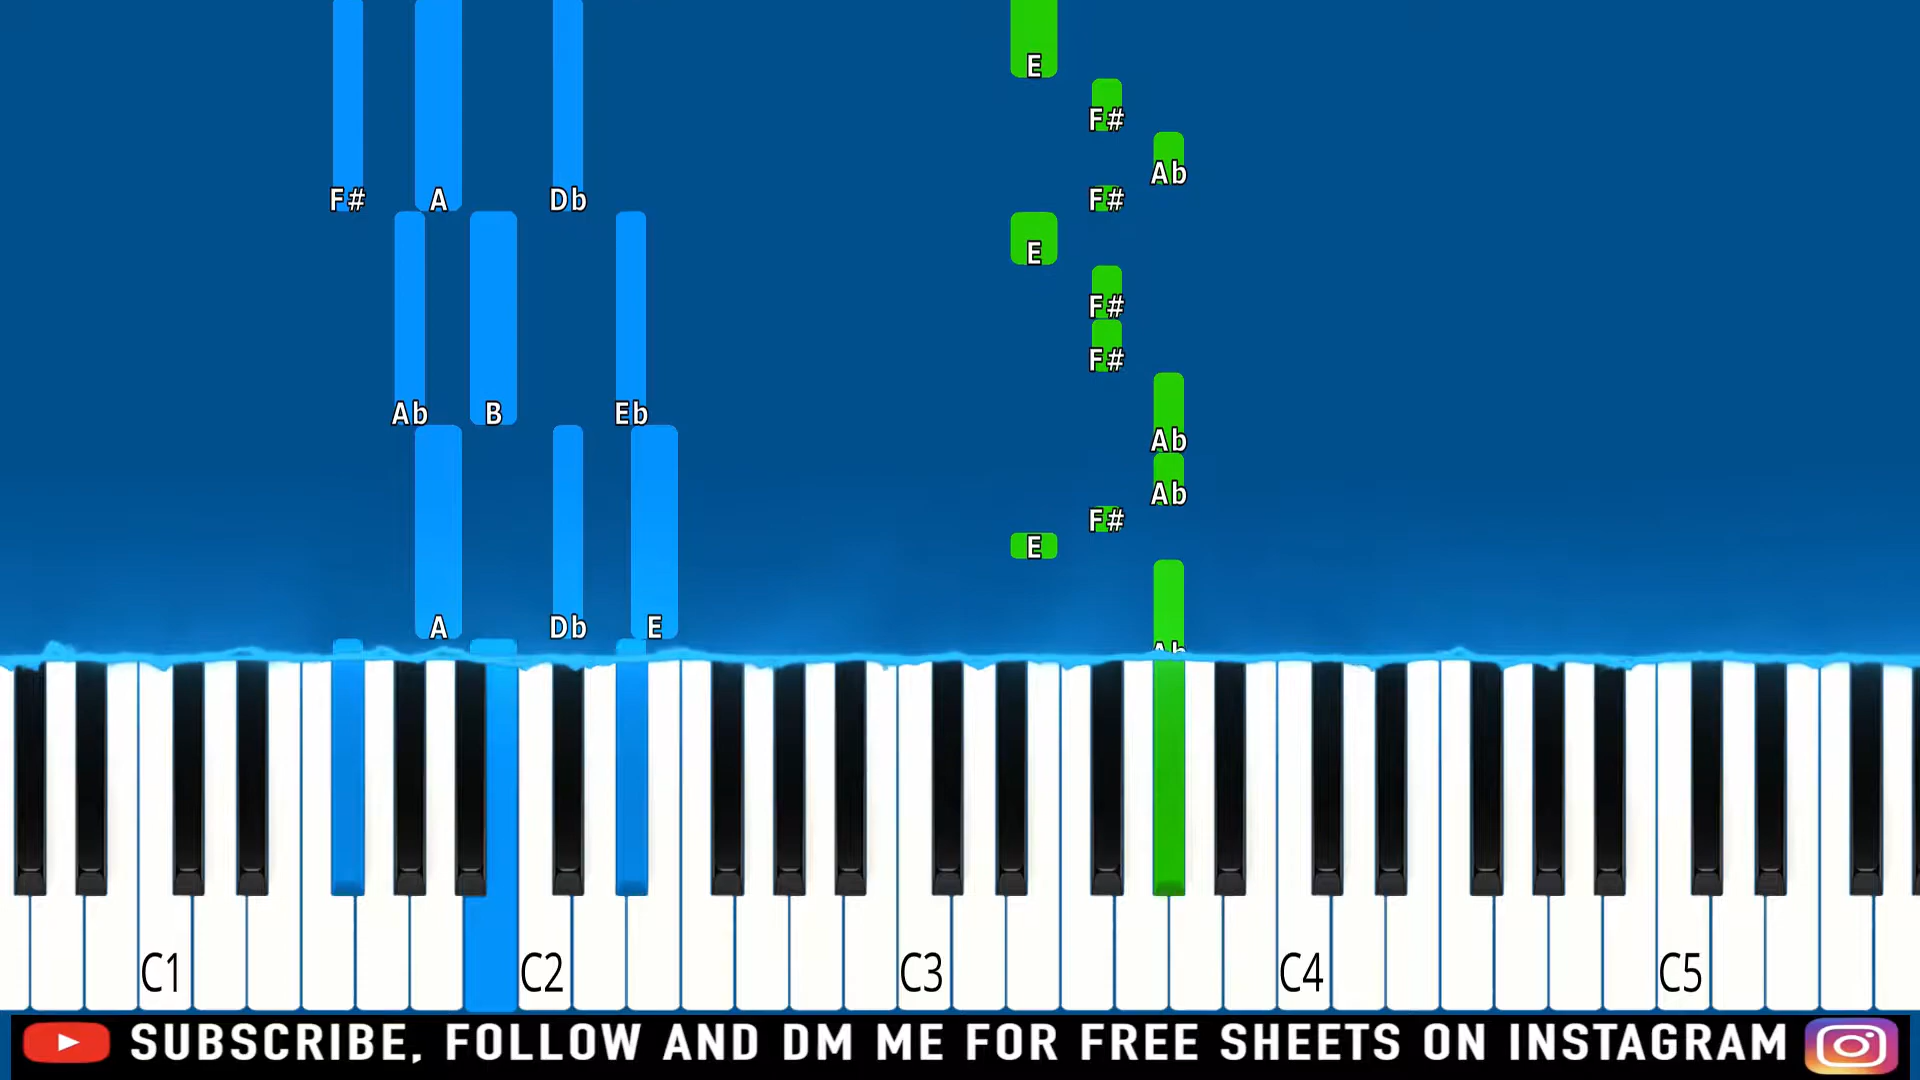 E
F#
Ab
F# A Db F#
E
F#
F#
Ab B Eb Ab
Ab
F#
E
A Db E
Ab
C1 C2 C3 C4 C5
SUBSCRIBE, FOLLOW AND DM ME FOR FREE SHEETS ON INSTAGRAM